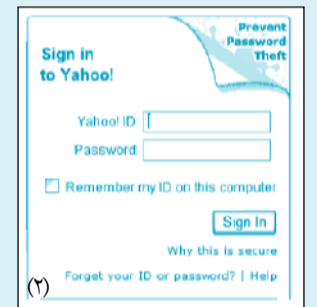 Prevent
Password
Theft
Sign in
to Yahoo!
Yahoo! ID:
Password:
Remember my ID on this computer
Sign In
Why this is secure
Forget your ID or password? | Help
(۲)